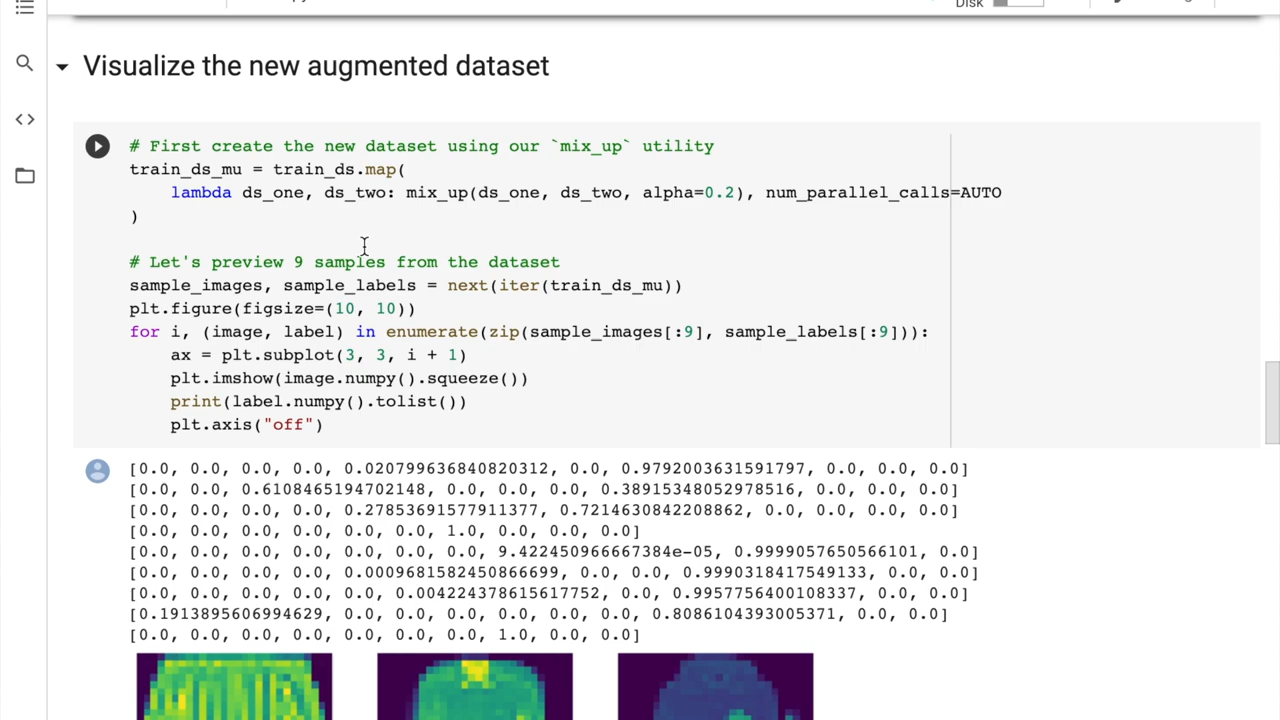 Disk
Visualize the new augmented dataset
# First create the new dataset using our `mix_up` utility
train_ds_mu = train_ds.map(
    lambda ds_one, ds_two: mix_up(ds_one, ds_two, alpha=0.2), num_parallel_calls=AUTO
)
# Let's preview 9 samples from the dataset
sample_images, sample_labels = next(iter(train_ds_mu))
plt.figure(figsize=(10, 10))
for i, (image, label) in enumerate(zip(sample_images[:9], sample_labels[:9])):
    ax = plt.subplot(3, 3, i + 1)
    plt.imshow(image.numpy().squeeze())
    print(label.numpy().tolist())
    plt.axis("off")
[0.0, 0.0, 0.0, 0.0, 0.020799636840820312, 0.0, 0.9792003631591797, 0.0, 0.0, 0.0]
[0.0, 0.0, 0.6108465194702148, 0.0, 0.0, 0.0, 0.38915348052978516, 0.0, 0.0, 0.0]
[0.0, 0.0, 0.0, 0.0, 0.27853691577911377, 0.7214630842208862, 0.0, 0.0, 0.0, 0.0]
[0.0, 0.0, 0.0, 0.0, 0.0, 0.0, 1.0, 0.0, 0.0, 0.0]
[0.0, 0.0, 0.0, 0.0, 0.0, 0.0, 0.0, 9.422450966667384e-05, 0.9999057650566101, 0.0]
[0.0, 0.0, 0.0, 0.0, 0.0009681582450866699, 0.0, 0.0, 0.9990318417549133, 0.0, 0.0]
[0.0, 0.0, 0.0, 0.0, 0.0, 0.004224378615617752, 0.0, 0.9957756400108337, 0.0, 0.0]
[0.1913895606994629, 0.0, 0.0, 0.0, 0.0, 0.0, 0.0, 0.8086104393005371, 0.0, 0.0]
[0.0, 0.0, 0.0, 0.0, 0.0, 0.0, 0.0, 1.0, 0.0, 0.0]